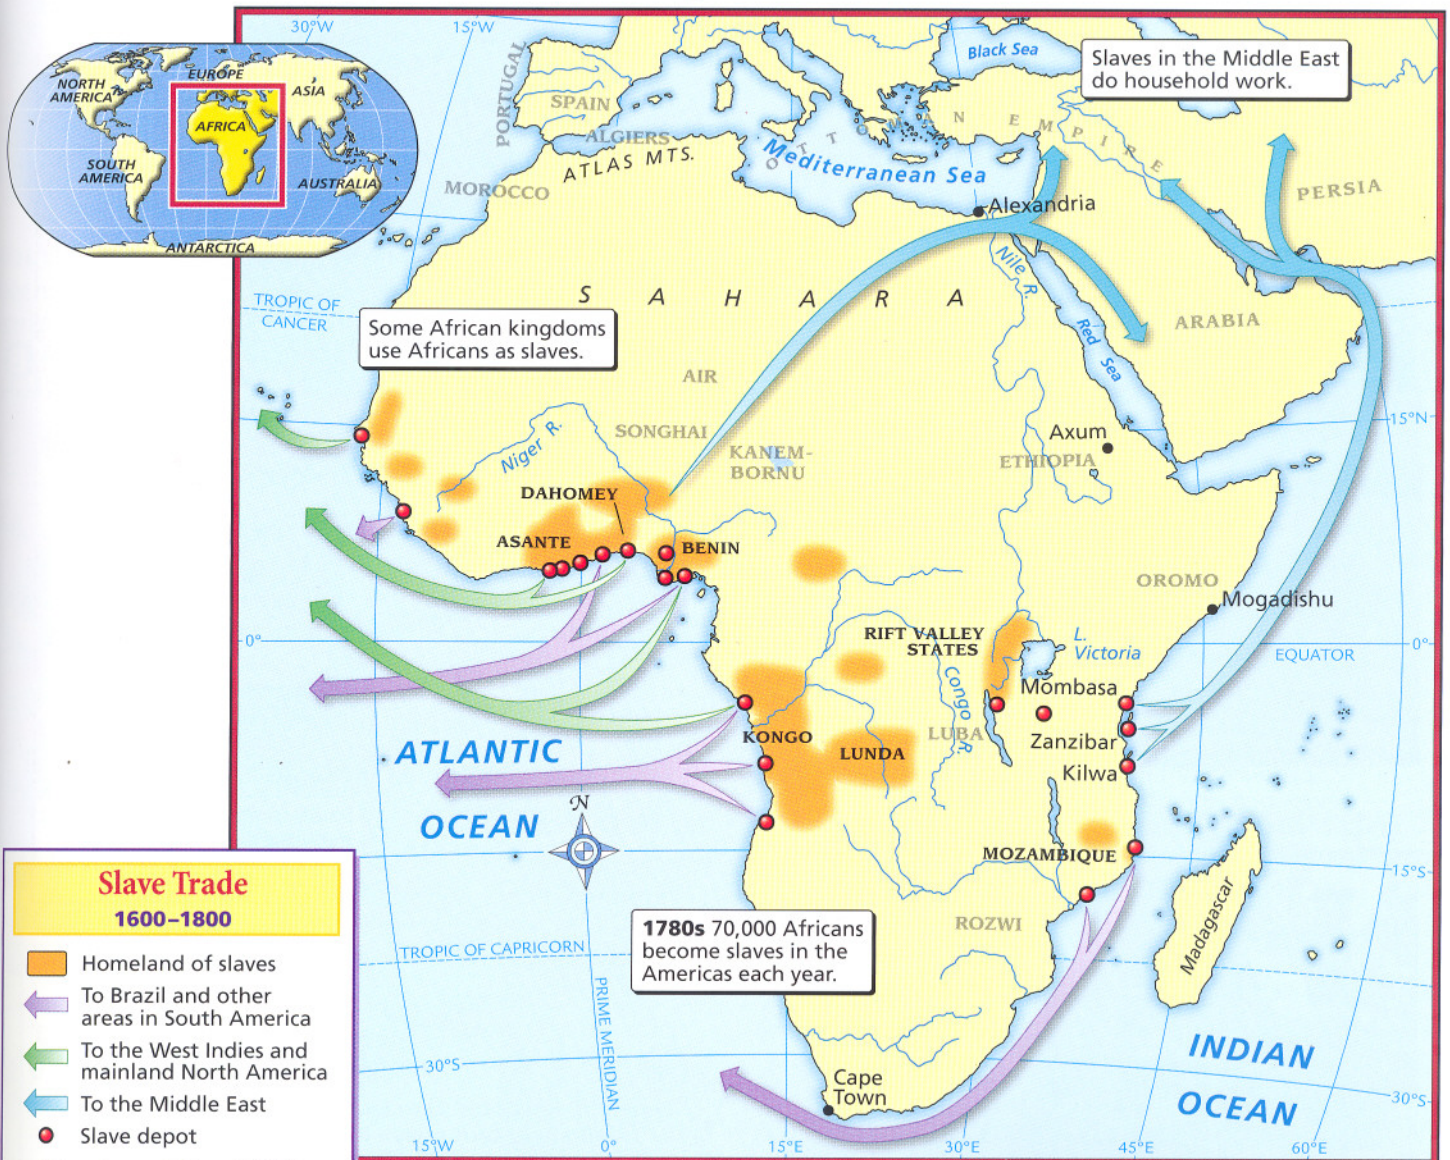 30°W
15°W
NORTH
AMERICA
EUROPE
ASIA
AFRICA
SOUTH
AMERICA
AUSTRALIA
ANTARCTICA
Black Sea
Slaves in the Middle East
do household work.
PORTUGAL
SPAIN
ALGIERS
ATLAS MTS.
MOROCCO
OTTOMAN EMPIRE
Mediterranean Sea
Alexandria
PERSIA
Nile R.
TROPIC OF
CANCER
SAHARA
Some African kingdoms
use Africans as slaves.
ARABIA
Red Sea
AIR
15°N
SONGHAI
Niger R.
KANEM-
BORNU
Axum
ETHIOPIA
DAHOMEY
ASANTE
BENIN
OROMO
Mogadishu
0°
RIFT VALLEY
STATES
L.
Victoria
EQUATOR
0°
Congo R.
Mombasa
KONGO
LUNDA
LUBA
Zanzibar
Kilwa
ATLANTIC
OCEAN
N
MOZAMBIQUE
15°S
Madagascar
1780s 70,000 Africans
become slaves in the
Americas each year.
ROZWI
TROPIC OF CAPRICORN
PRIME MERIDIAN
INDIAN
OCEAN
30°S
Cape
Town
30°S
15°W
0°
15°E
30°E
45°E
60°E
Slave Trade
1600–1800
Homeland of slaves
To Brazil and other
areas in South America
To the West Indies and
mainland North America
To the Middle East
Slave depot